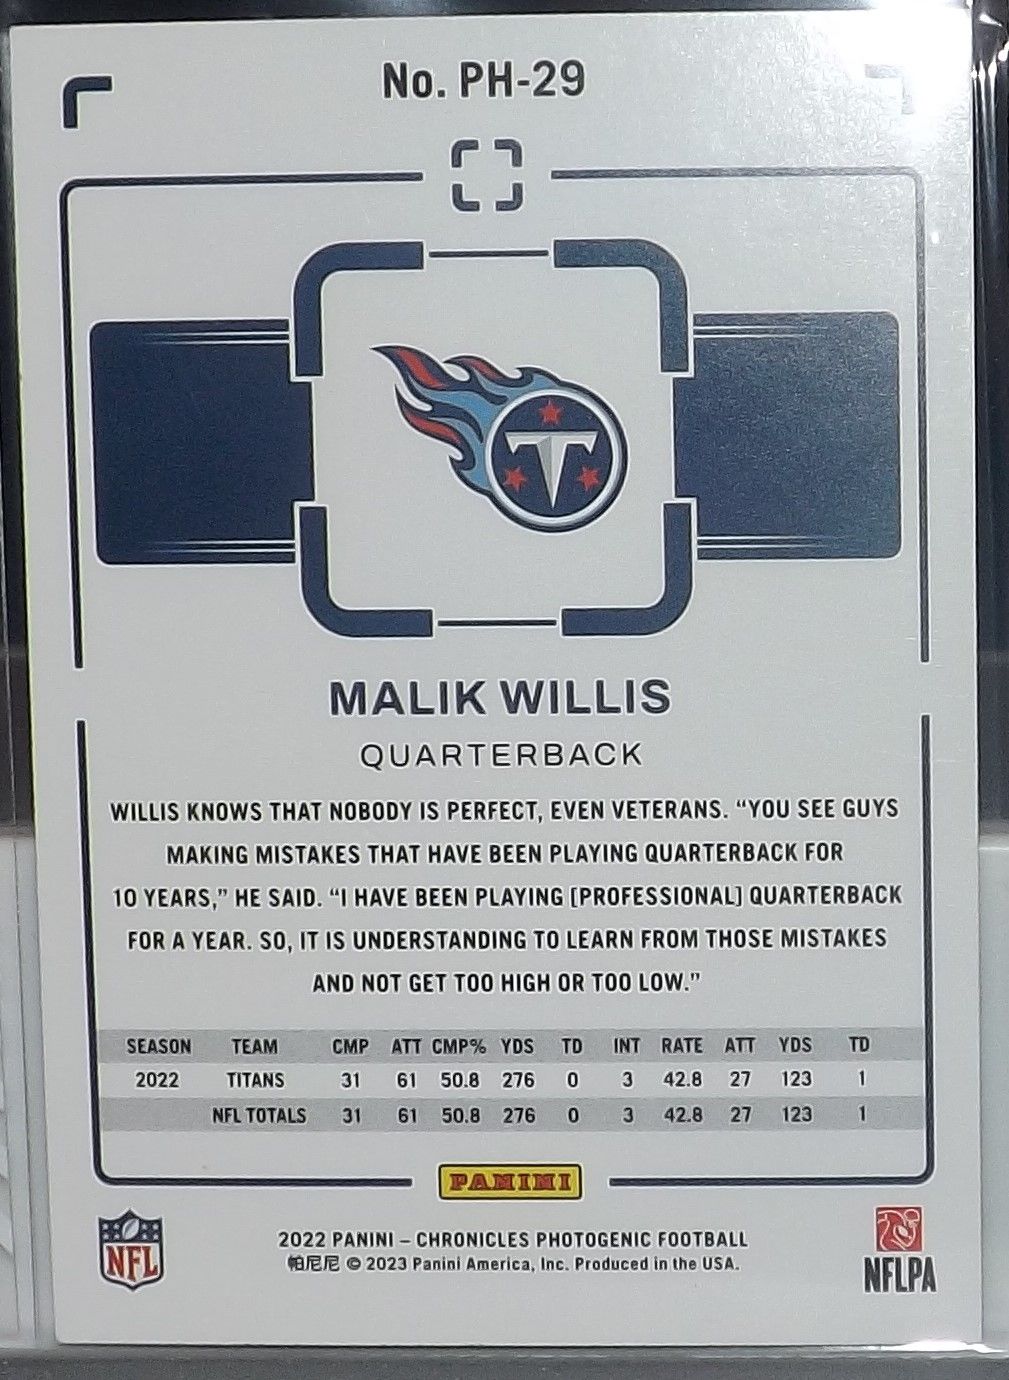 No. PH-29
MALIK WILLIS
QUARTERBACK
WILLIS KNOWS THAT NOBODY IS PERFECT, EVEN VETERANS. “YOU SEE GUYS
MAKING MISTAKES THAT HAVE BEEN PLAYING QUARTERBACK FOR
10 YEARS,” HE SAID. “I HAVE BEEN PLAYING [PROFESSIONAL] QUARTERBACK
FOR A YEAR. SO, IT IS UNDERSTANDING TO LEARN FROM THOSE MISTAKES
AND NOT GET TOO HIGH OR TOO LOW.”
SEASON TEAM CMP ATT CMP% YDS TD INT RATE ATT YDS TD
2022 TITANS 31 61 50.8 276 0 3 42.8 27 123 1
NFL TOTALS 31 61 50.8 276 0 3 42.8 27 123 1
PANINI
NFL
2022 PANINI – CHRONICLES PHOTOGENIC FOOTBALL
帕尼尼 © 2023 Panini America, Inc. Produced in the USA.
NFLPA